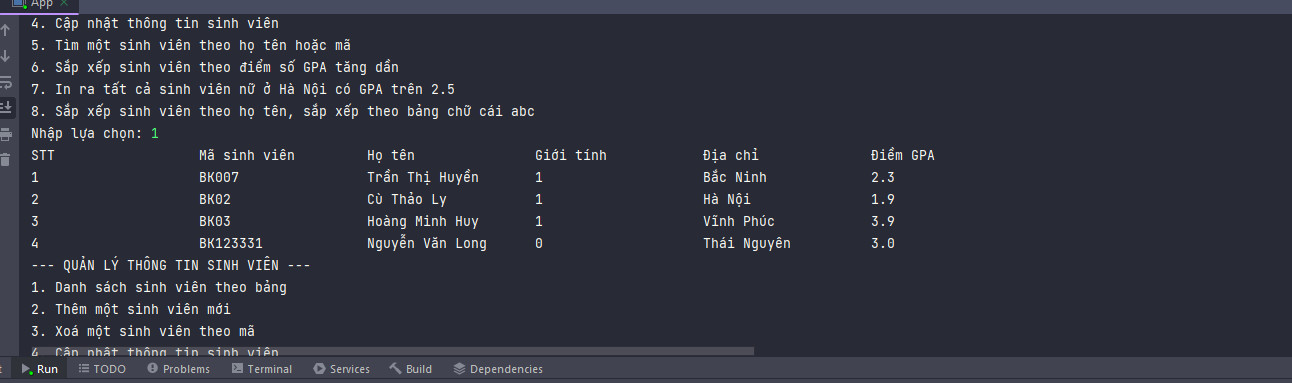 App
4. Cập nhật thông tin sinh viên
5. Tìm một sinh viên theo họ tên hoặc mã
6. Sắp xếp sinh viên theo điểm số GPA tăng dần
7. In ra tất cả sinh viên nữ ở Hà Nội có GPA trên 2.5
8. Sắp xếp sinh viên theo họ tên, sắp xếp theo bảng chữ cái abc
Nhập lựa chọn: 1
STT Mã sinh viên Họ tên Giới tính Địa chỉ Điểm GPA
1 BK007 Trần Thị Huyền 1 Bắc Ninh 2.3
2 BK02 Cù Thảo Ly 1 Hà Nội 1.9
3 BK03 Hoàng Minh Huy 1 Vĩnh Phúc 3.9
4 BK123331 Nguyễn Văn Long 0 Thái Nguyên 3.0
--- QUẢN LÝ THÔNG TIN SINH VIÊN ---
1. Danh sách sinh viên theo bảng
2. Thêm một sinh viên mới
3. Xoá một sinh viên theo mã
4. Cập nhật thông tin sinh viên
Run TODO Problems Terminal Services Build Dependencies